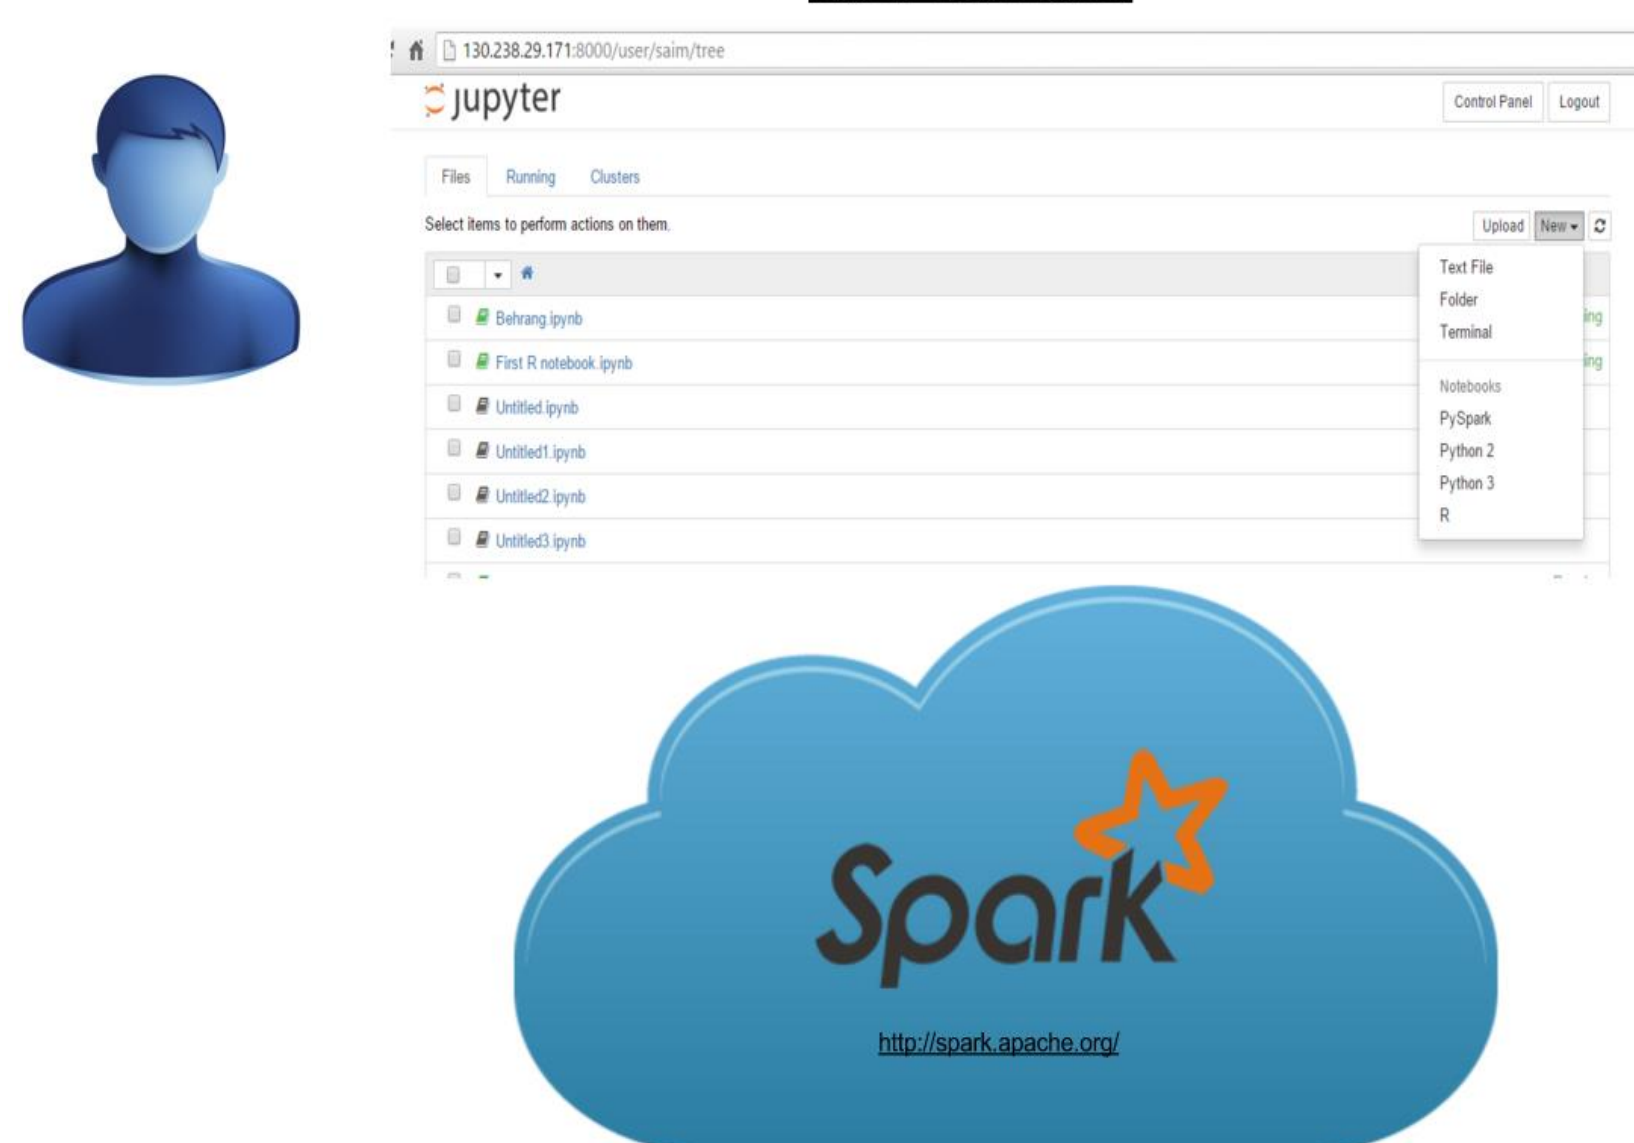 130.238.29.171:8000/user/saim/tree
jupyter
Control Panel Logout
Files Running Clusters
Select items to perform actions on them.
Upload New
Text File
Folder
Terminal
Notebooks
PySpark
Python 2
Python 3
R
Behrang.ipynb
ing
First R notebook.ipynb
ing
Untitled.ipynb
Untitled1.ipynb
Untitled2.ipynb
Untitled3.ipynb
Spark
http://spark.apache.org/